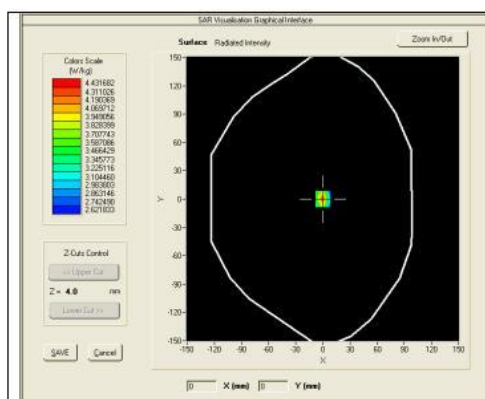 SAR Visualisation Graphical Interface
Surface Radiated Intensity
Zoom In/Out
Colors Scale
(W/kg)
4.431682
4.311026
4.190369
4.069712
3.949056
3.828399
3.707743
3.587086
3.466429
3.345773
3.225116
3.104460
2.983803
2.863146
2.742490
2.621833
Z-Cuts Control
<< Upper Cut
Z = 4.0 mm
Lower Cut >>
SAVE Cancel
150
120
90
60
30
0
-30
-60
-90
-120
-150
Y
-150 -120 -90 -60 -30 0 30 60 90 120 150
X
0 X (mm) 0 Y (mm)